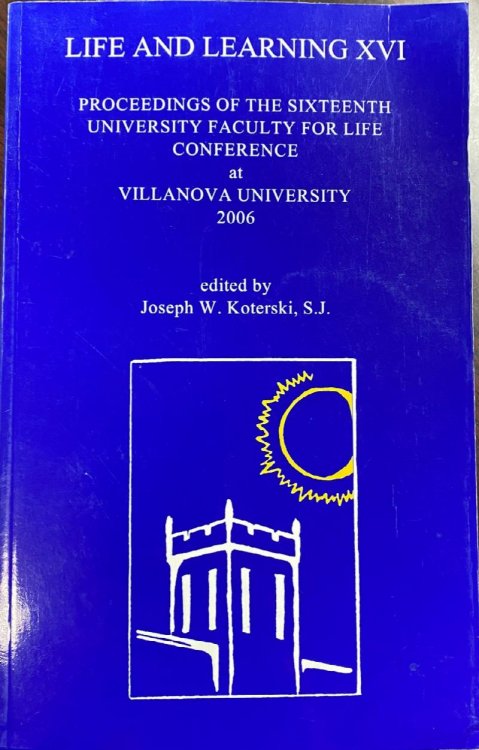 LIFE AND LEARNING XVI
PROCEEDINGS OF THE SIXTEENTH
UNIVERSITY FACULTY FOR LIFE
CONFERENCE
at
VILLANOVA UNIVERSITY
2006
edited by
Joseph W. Koterski, S.J.